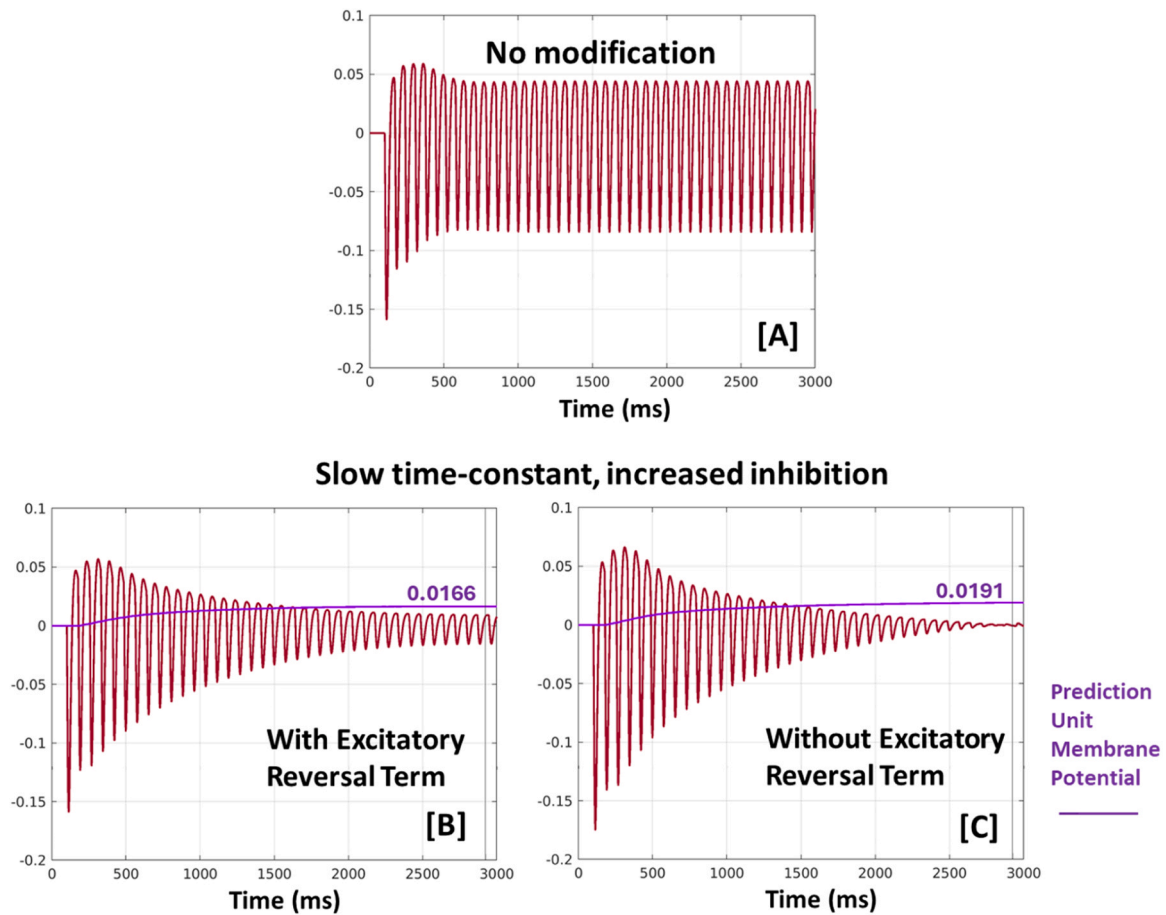 No modification
0.1
0.05
0
-0.05
-0.1
-0.15
-0.2
0 500 1000 1500 2000 2500 3000
Time (ms)
[A]
Slow time-constant, increased inhibition
0.1
0.05
0
-0.05
-0.1
-0.15
-0.2
0 500 1000 1500 2000 2500 3000
Time (ms)
0.0166
With Excitatory
Reversal Term
[B]
0.1
0.05
0
-0.05
-0.1
-0.15
-0.2
0 500 1000 1500 2000 2500 3000
Time (ms)
0.0191
Without Excitatory
Reversal Term
[C]
Prediction
Unit
Membrane
Potential